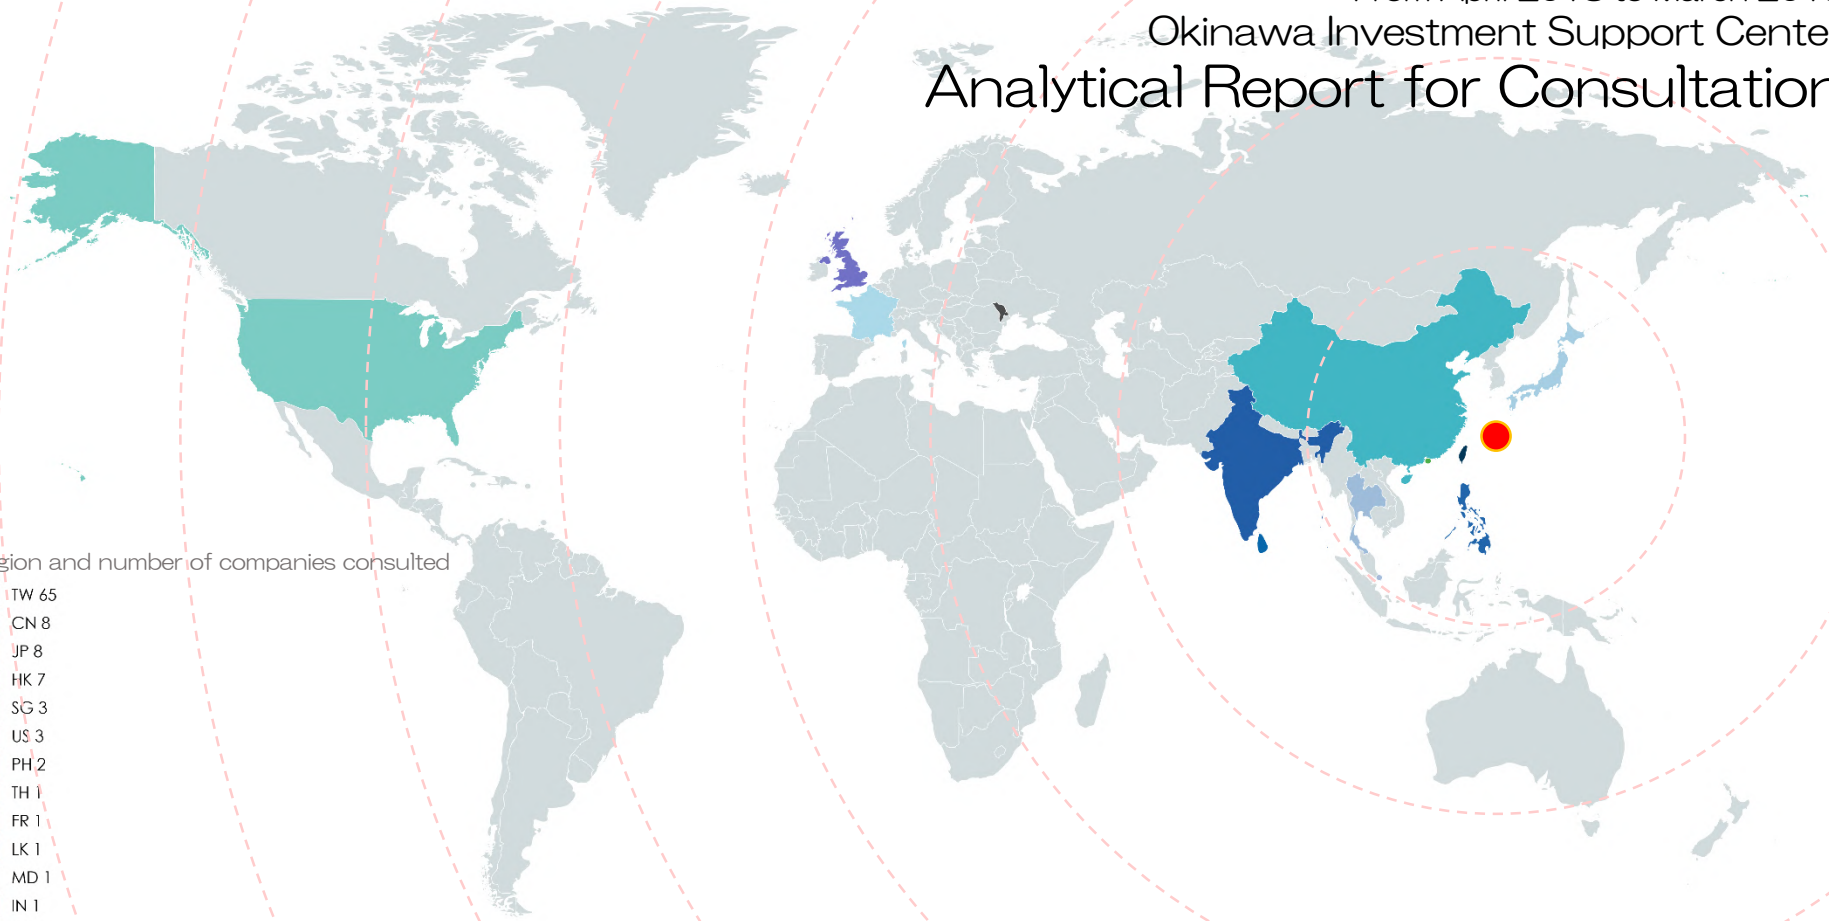 Okinawa Investment Support Cente
Analytical Report for Consultation
gion and number of companies consulted
TW 65
CN 8
JP 8
HK 7
SG 3
US 3
PH 2
TH 1
FR 1
LK 1
MD 1
IN 1